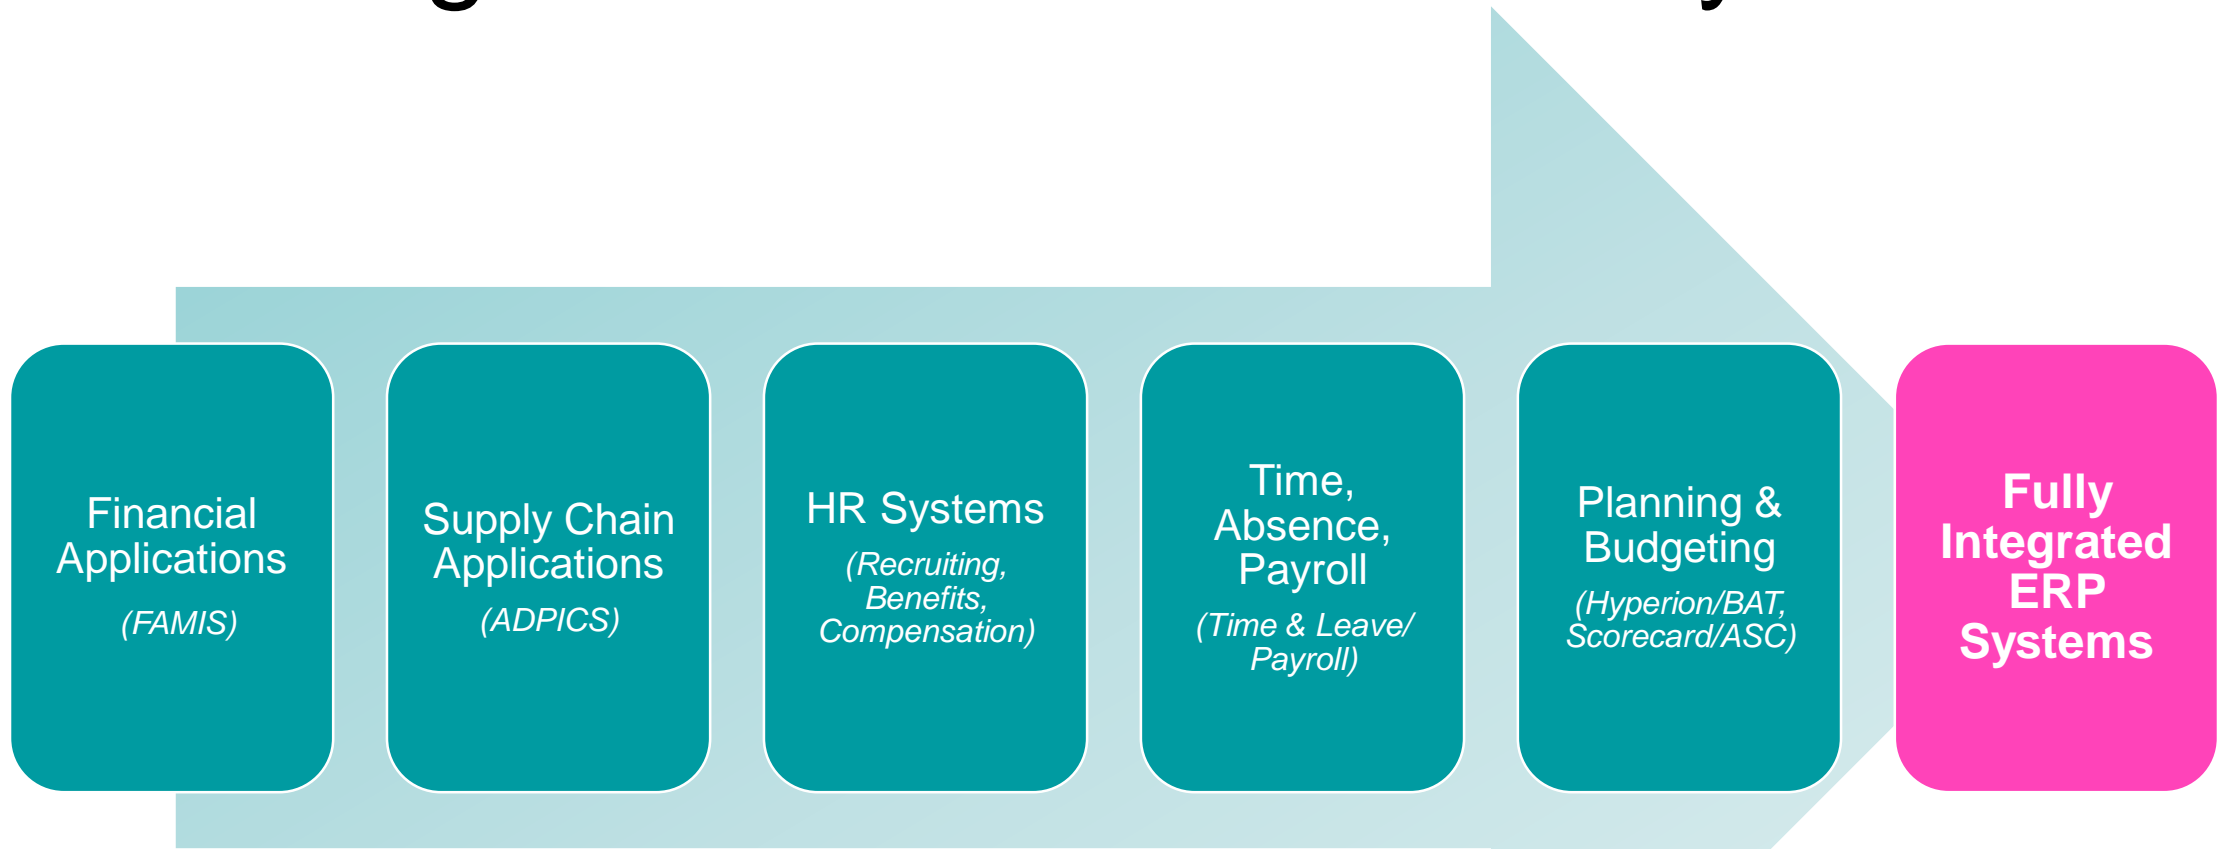 Financial
Applications
(FAMIS)
Supply Chain
Applications
(ADPICS)
HR Systems
(Recruiting,
Benefits,
Compensation)
Time,
Absence,
Payroll
(Time & Leave/
Payroll)
Planning &
Budgeting
(Hyperion/BAT,
Scorecard/ASC)
Fully
Integrated
ERP
Systems